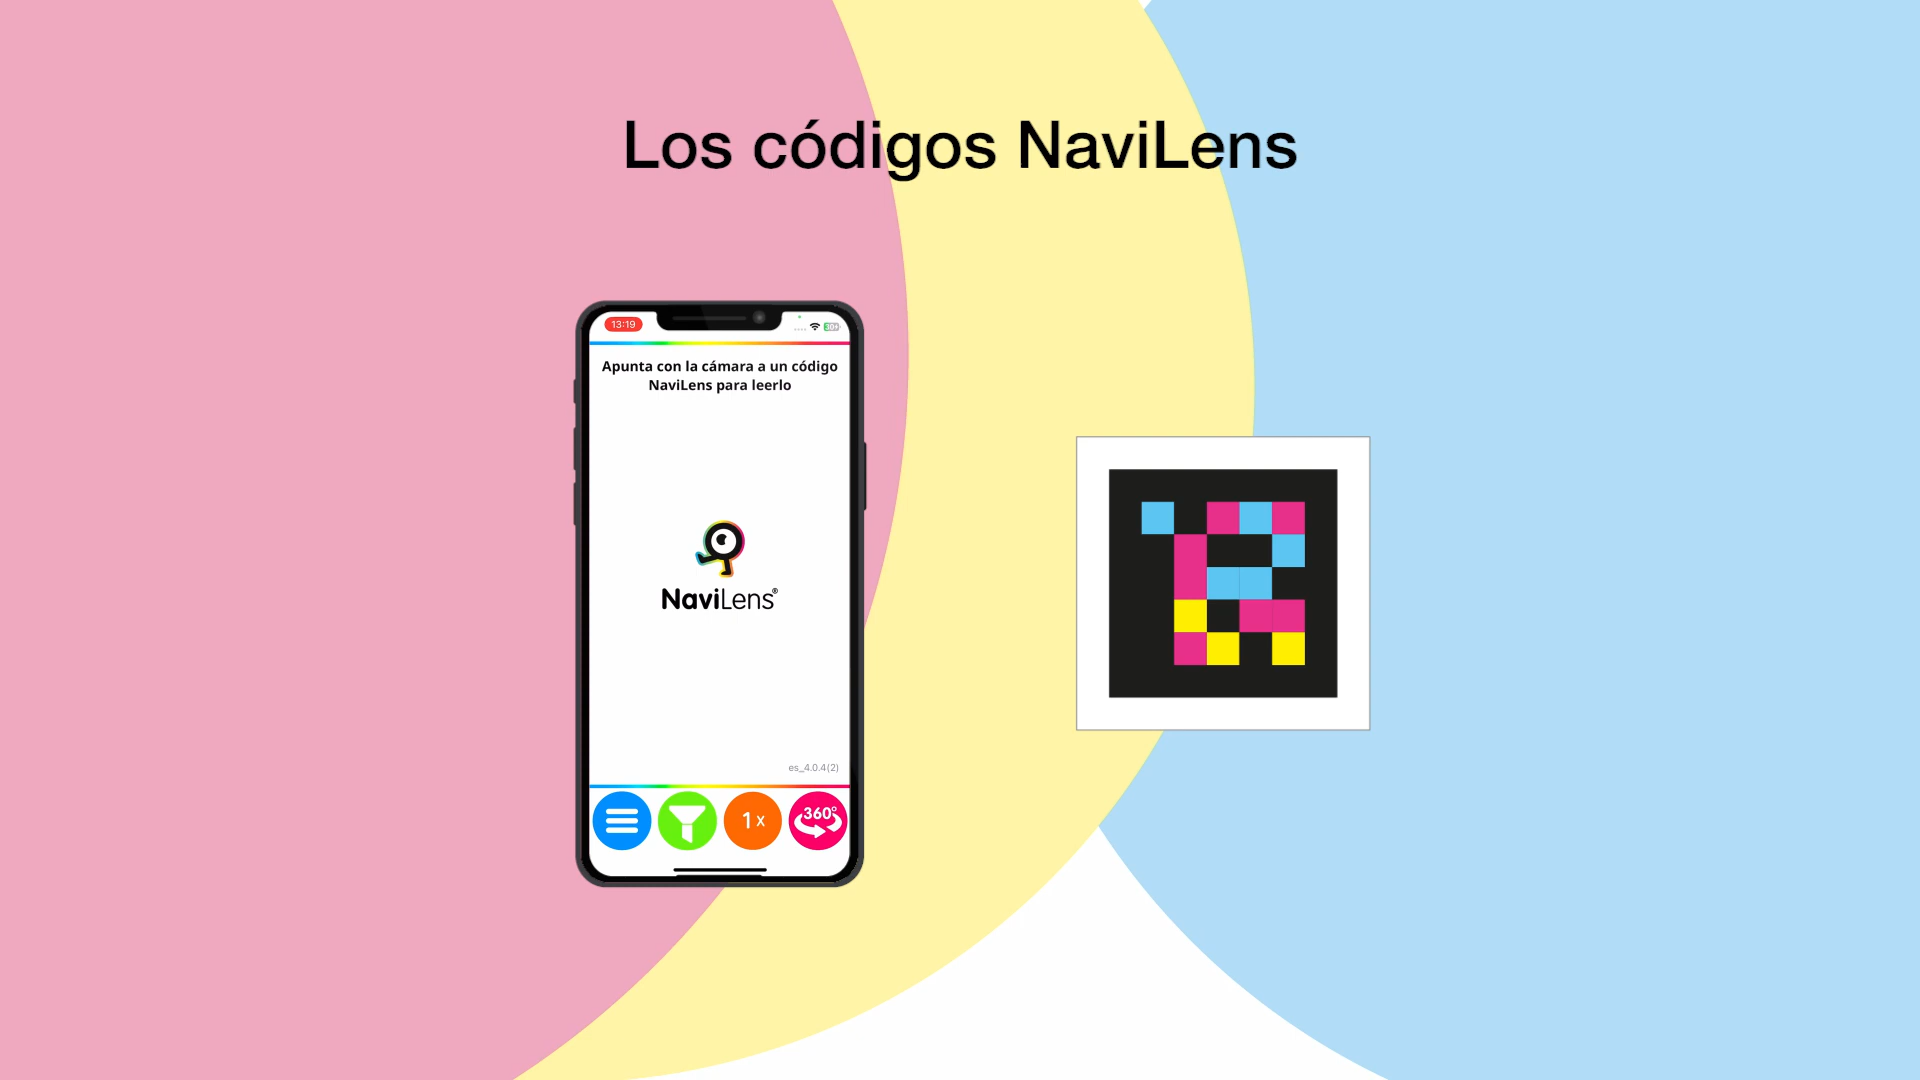 Los códigos NaviLens
13:19
Apunta con la cámara a un código
NaviLens para leerlo
NaviLens®
es_4.0.4(2)
1 x
360°